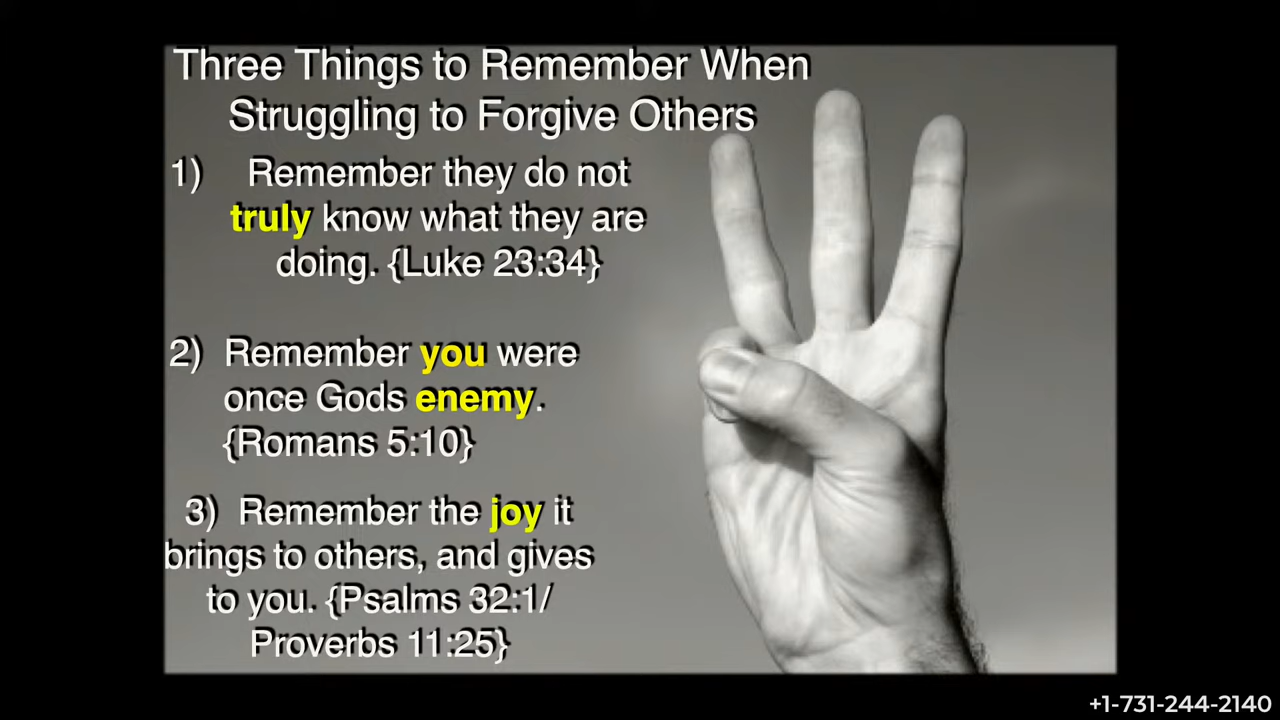 Three Things to Remember When
Struggling to Forgive Others
1) Remember they do not
truly know what they are
doing. {Luke 23:34}
2) Remember you were
once Gods enemy.
{Romans 5:10}
3) Remember the joy it
brings to others, and gives
to you. {Psalms 32:1/
Proverbs 11:25}
+1-731-244-2140